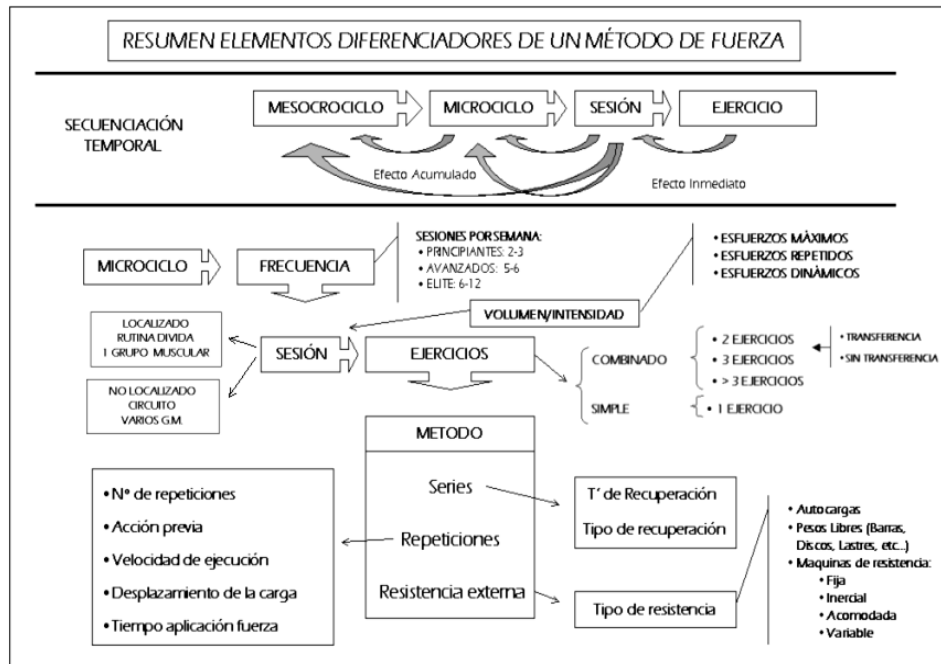 RESUMEN ELEMENTOS DIFERENCIADORES DE UN MÉTODO DE FUERZA
SECUENCIACIÓN
TEMPORAL
MESOCROCICLO
MICROCICLO
SESIÓN
EJERCICIO
Efecto Acumulado
Efecto Inmediato
MICROCICLO
FRECUENCIA
SESIONES POR SEMANA:
• PRINCIPIANTES: 2-3
• AVANZADOS: 5-6
• ELITE: 6-12
• ESFUERZOS MÀXIMOS
• ESFUERZOS REPETIDOS
• ESFUERZOS DINÀMICOS
VOLUMEN/INTENSIDAD
LOCALIZADO
RUTINA DIVIDA
1 GRUPO MUSCULAR
NO LOCALIZADO
CIRCUITO
VARIOS G.M.
SESIÓN
EJERCICIOS
COMBINADO
• 2 EJERCICIOS
• 3 EJERCICIOS
• > 3 EJERCICIOS
• TRANSFERENCIA
• SIN TRANSFERENCIA
SIMPLE
• 1 EJERCICIO
METODO
Series
Repeticiones
Resistencia externa
• Nº de repeticiones
• Acción previa
• Velocidad de ejecución
• Desplazamiento de la carga
• Tiempo aplicación fuerza
T´ de Recuperación
Tipo de recuperación
Tipo de resistencia
• Autocargas
• Pesos Libres (Barras,
Discos, Lastres, etc...)
• Maquinas de resistencia:
• Fija
• Inercial
• Acomodada
• Variable